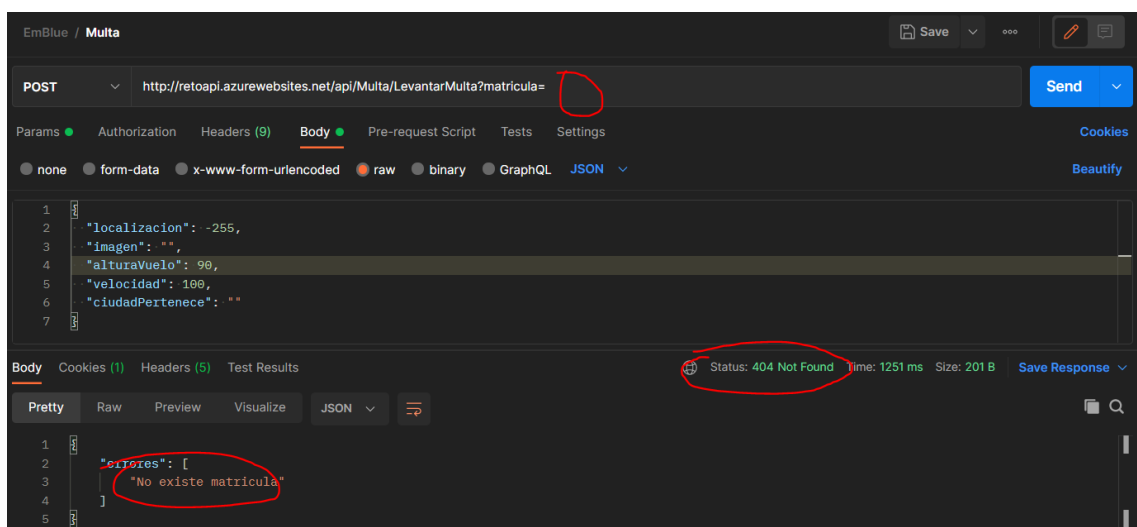 EmBlue / Multa
Save
POST http://retoapi.azurewebsites.net/api/Multa/LevantarMulta?matricula= Send
Params Authorization Headers (9) Body Pre-request Script Tests Settings Cookies
none form-data x-www-form-urlencoded raw binary GraphQL JSON Beautify
1 {
2 "localizacion": -255,
3 "imagen": "",
4 "alturaVuelo": 90,
5 "velocidad": 100,
6 "ciudadPertenece": ""
7 }
Body Cookies (1) Headers (5) Test Results Status: 404 Not Found Time: 1251 ms Size: 201 B Save Response
Pretty Raw Preview Visualize JSON
1 {
2 "errores": [
3 "No existe matricula"
4 ]
5 }